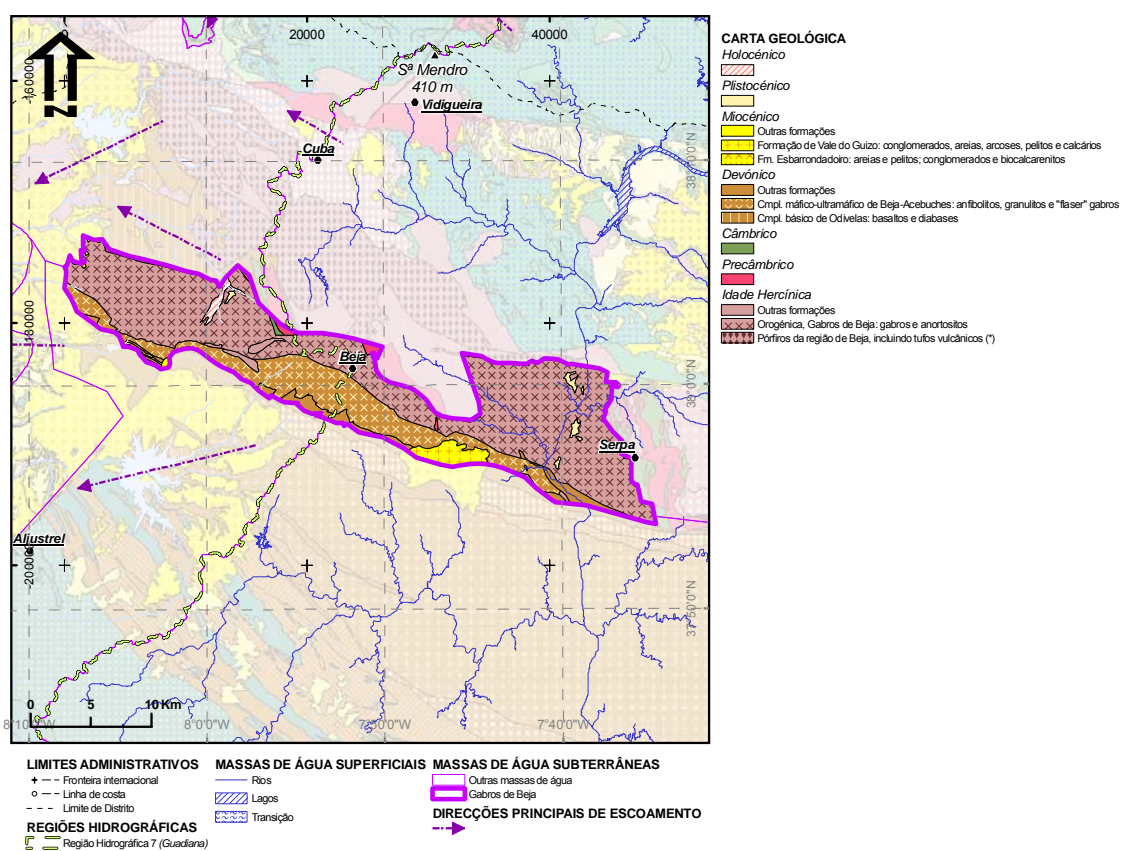 0
20000
40000
-160000
N
Sª Mendro
410 m
Vidigueira
Cuba
38°10'0"N
-180000
Beja
38°0'0"N
Serpa
Aljustrel
-200000
37°50'0"N
0 5 10 Km
8°10'0"W
8°0'0"W
7°50'0"W
7°40'0"W
CARTA GEOLÓGICA
Holocénico
Plistocénico
Miocénico
Outras formações
Formação de Vale do Guizo: conglomerados, areias, arcoses, pelitos e calcários
Fm. Esbarrondadoiro: areias e pelitos; conglomerados e biocalcarenitos
Devónico
Outras formações
Cmpl. máfico-ultramáfico de Beja-Acebuches: anfibolitos, granulitos e "flaser" gabros
Cmpl. básico de Odivelas: basaltos e diabases
Câmbrico
Precâmbrico
Idade Hercínica
Outras formações
Orogénica, Gabros de Beja: gabros e anortositos
Pórfiros da região de Beja, incluindo tufos vulcânicos (*)
LIMITES ADMINISTRATIVOS
Fronteira internacional
Linha de costa
Limite de Distrito
REGIÕES HIDROGRÁFICAS
Região Hidrográfica 7 (Guadiana)
MASSAS DE ÁGUA SUPERFICIAIS
Rios
Lagos
Transição
MASSAS DE ÁGUA SUBTERRÂNEAS
Outras massas de água
Gabros de Beja
DIRECÇÕES PRINCIPAIS DE ESCOAMENTO